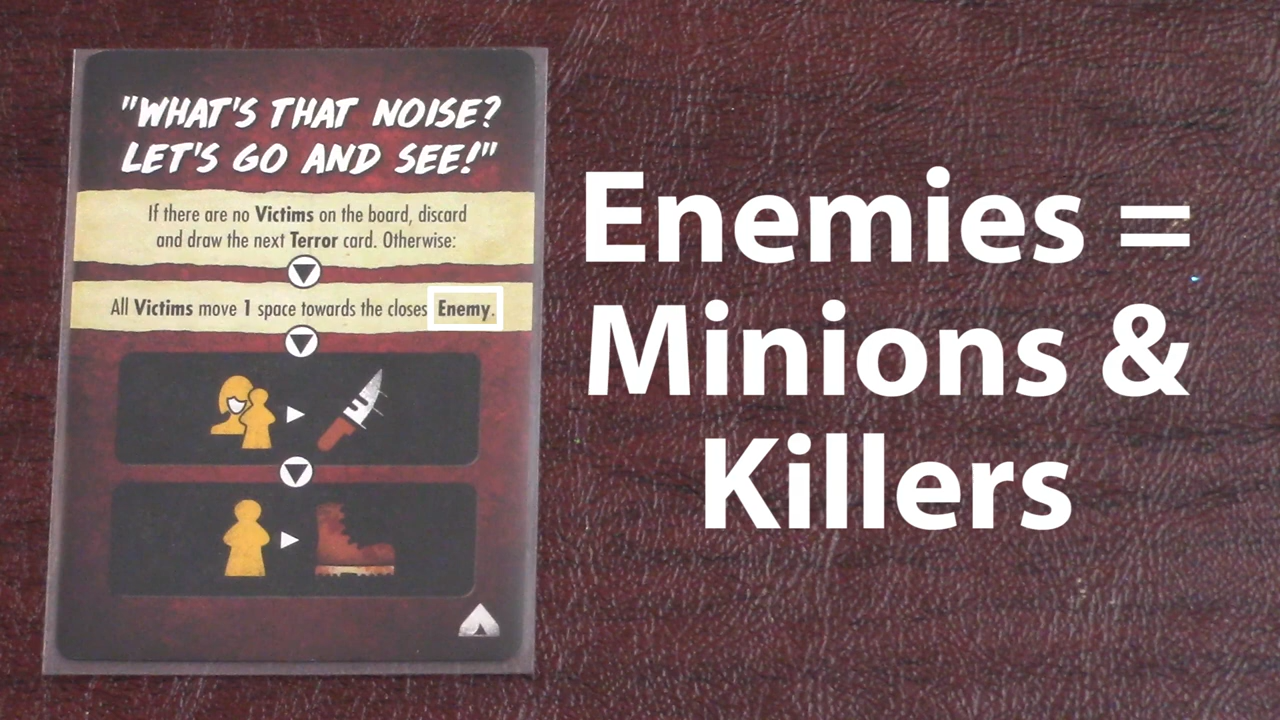 "WHAT'S THAT NOISE?
LET'S GO AND SEE!"
If there are no Victims on the board, discard
and draw the next Terror card. Otherwise:
All Victims move 1 space towards the closes Enemy.
Enemies =
Minions &
Killers